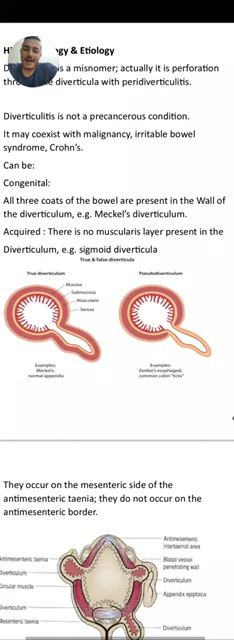 & Etiology
is a misnomer; actually it is perforation
diverticula with peridiverticulitis.
Diverticulitis is not a precancerous condition.
It may coexist with malignancy, irritable bowel
syndrome, Crohn's.
Can be:
Congenital:
All three coats of the bowel are present in the Wall of
the diverticulum, e.g. Meckel's diverticulum.
Acquired : There is no muscularis layer present in the
Diverticulum, e.g. sigmoid diverticula
True & false diverticula
True diverticulum
Pseudodiverticulum
Mucosa
Submucosa
Muscularis
Serosa
Examples:
Meckel's,
normal appendix
Examples:
Zenker's esophageal,
common colon "tics"
They occur on the mesenteric side of the
antimesenteric taenia; they do not occur on the
antimesenteric border.
Antimesenteric
intertaenial area
Antimesenteric taenia
Blood vessel
penetrating wall
Diverticulum
Diverticulum
Circular muscle
Appendix epiploica
Diverticulum
Mesenteric taenia
Diverticulum